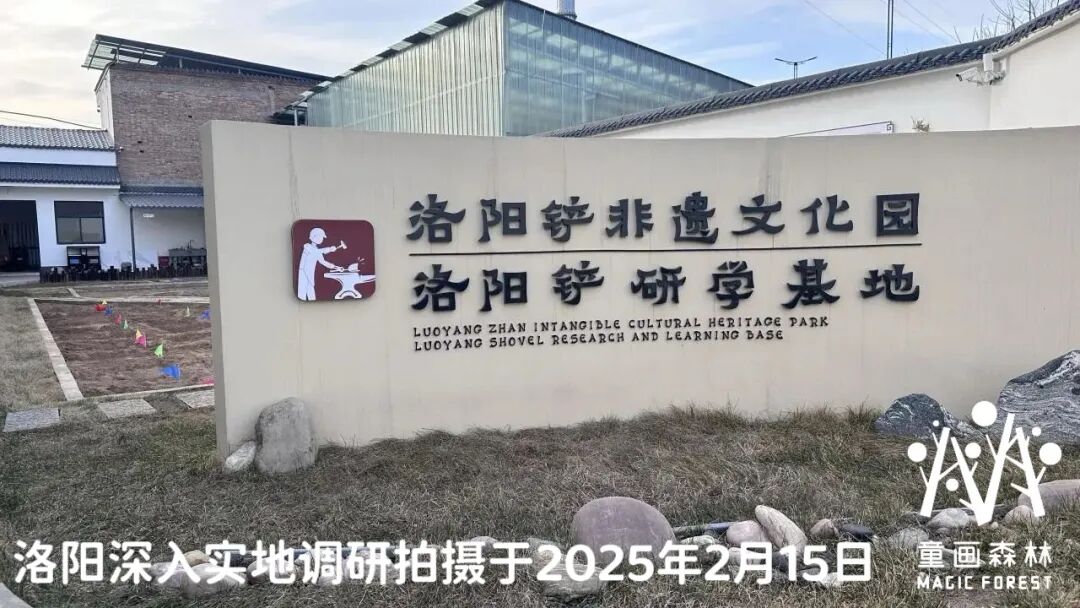 洛阳铲非遗文化园
洛阳铲研学基地
LUOYANG ZHAN INTANGIBLE CULTURAL HERITAGE PARK
LUOYANG SHOVEL RESEARCH AND LEARNING BASE
洛阳深入实地调研拍摄于2025年2月15日
童画森林
MAGIC FOREST